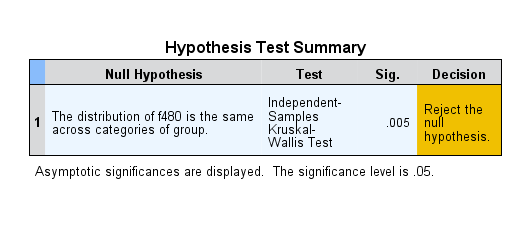 Hypothesis Test Summary
Null Hypothesis Test Sig. Decision
1 The distribution of f480 is the same across categories of group. Independent-Samples Kruskal-Wallis Test .005 Reject the null hypothesis.
Asymptotic significances are displayed. The significance level is .05.